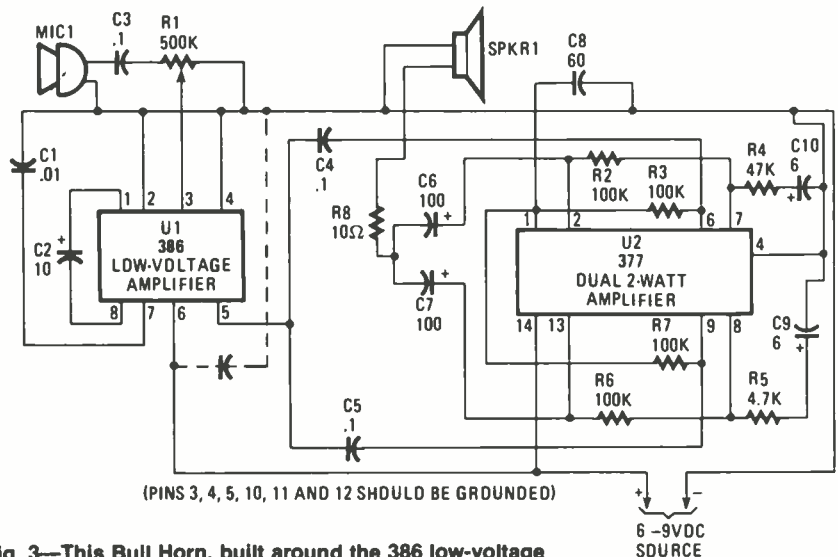 MIC1
C3
.1
R1
500K
SPKR1
C8
60
C1
.01
C2
10
+
1
2
3
4
U1
386
LOW-VOLTAGE
AMPLIFIER
8
7
6
5
C4
.1
R8
10Ω
C6
100
+
C7
100
+
R2
100K
R3
100K
R4
47K
C10
6
+
1
2
6
7
U2
377
DUAL 2-WATT
AMPLIFIER
4
14
13
9
8
R7
100K
R6
100K
C9
6
+
R5
4.7K
C5
.1
(PINS 3, 4, 5, 10, 11 AND 12 SHOULD BE GROUNDED)
+
−
6 –9VDC
SOURCE
ig. 3—This Bull Horn, built around the 386 low-voltage